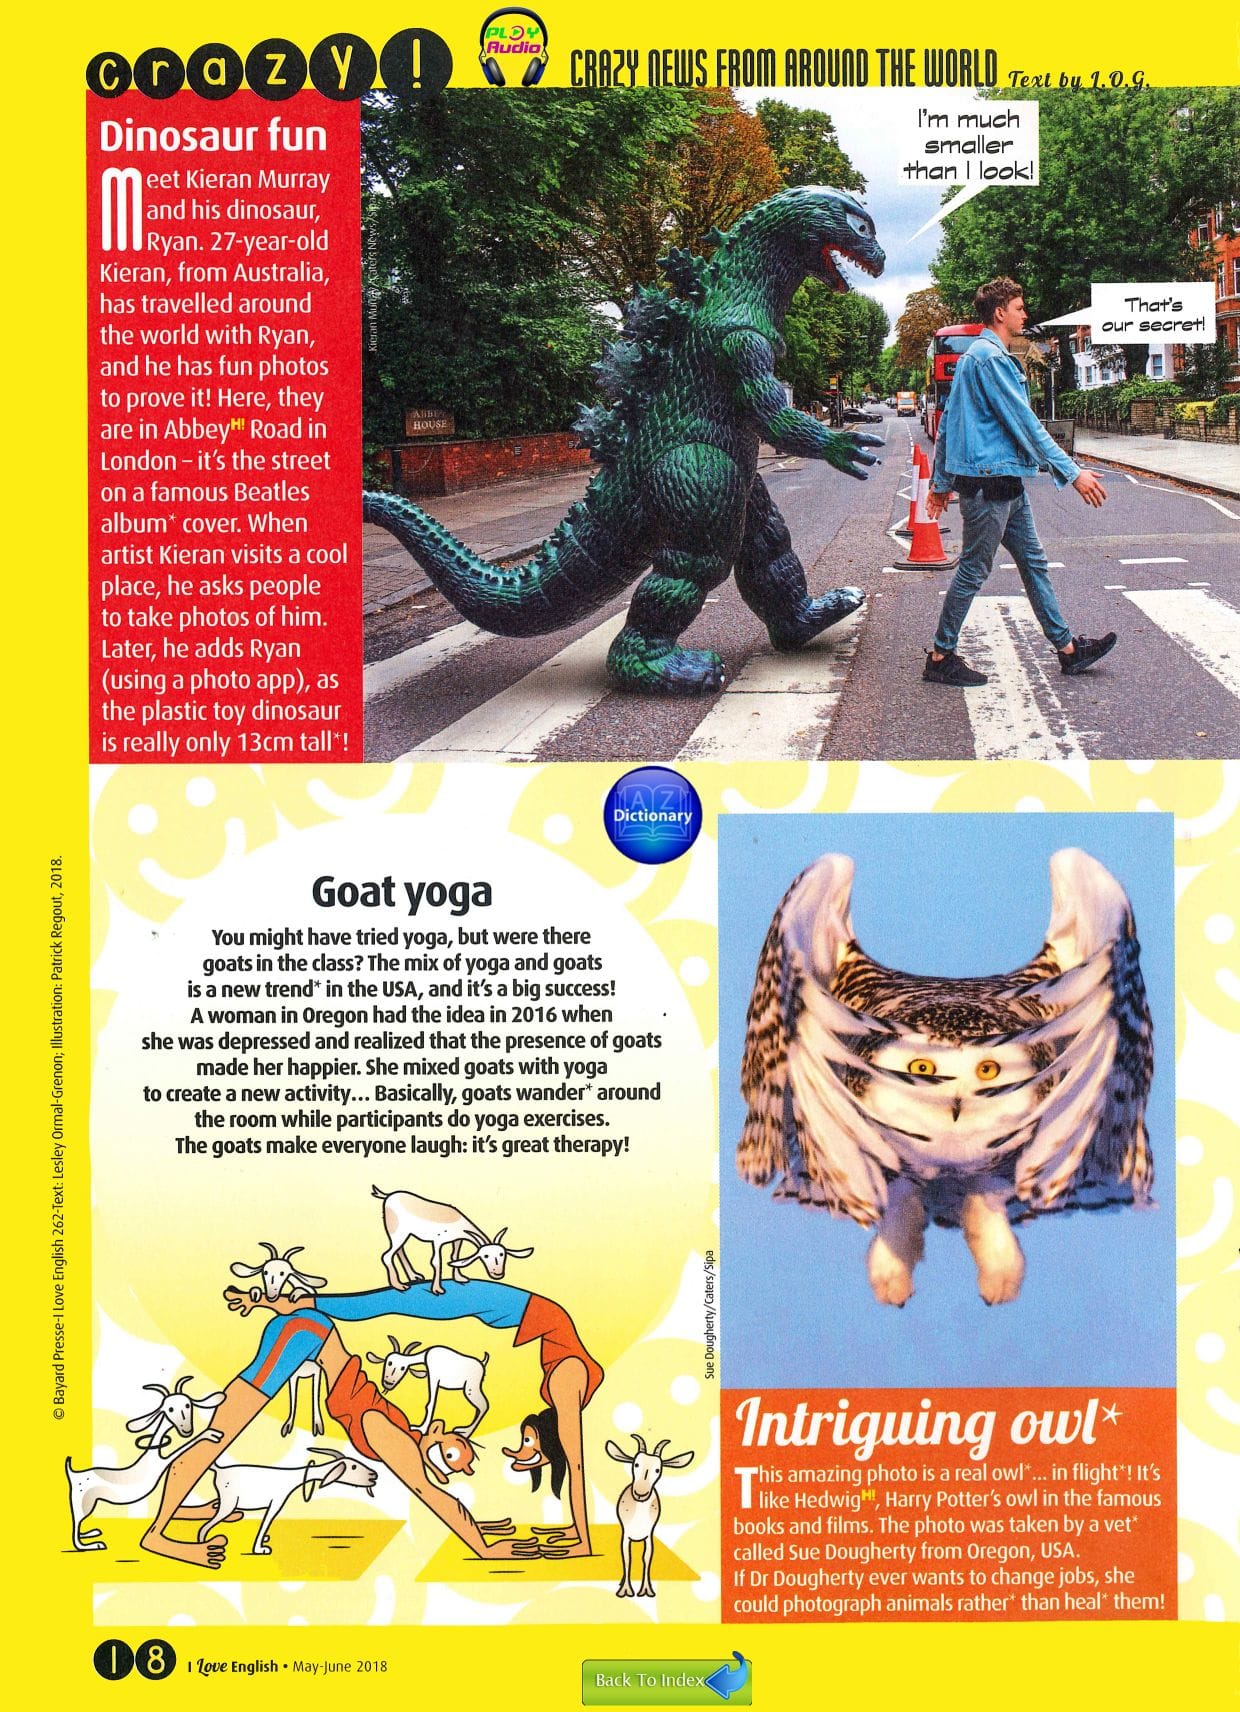 crazy!
PLAY
Audio
CRAZY NEWS FROM AROUND THE WORLD Text by L.O.G.
Dinosaur fun
Meet Kieran Murray
and his dinosaur,
Ryan. 27-year-old
Kieran, from Australia,
has travelled around
the world with Ryan,
and he has fun photos
to prove it! Here, they
are in AbbeyH! Road in
London – it's the street
on a famous Beatles
album* cover. When
artist Kieran visits a cool
place, he asks people
to take photos of him.
Later, he adds Ryan
(using a photo app), as
the plastic toy dinosaur
is really only 13cm tall*!
I'm much
smaller
than I look!
That's
our secret!
ABBEY
HOUSE
A Z
Dictionary
Goat yoga
You might have tried yoga, but were there
goats in the class? The mix of yoga and goats
is a new trend* in the USA, and it's a big success!
A woman in Oregon had the idea in 2016 when
she was depressed and realized that the presence of goats
made her happier. She mixed goats with yoga
to create a new activity... Basically, goats wander* around
the room while participants do yoga exercises.
The goats make everyone laugh: it's great therapy!
© Bayard Presse-I Love English 262-Text: Lesley Ormal-Grenon; Illustration: Patrick Regout, 2018.
Sue Dougherty/Caters/Sipa
Intriguing owl*
This amazing photo is a real owl*... in flight*! It's
like HedwigH!, Harry Potter's owl in the famous
books and films. The photo was taken by a vet*
called Sue Dougherty from Oregon, USA.
If Dr Dougherty ever wants to change jobs, she
could photograph animals rather* than heal* them!
18 I Love English • May-June 2018
Back To Index